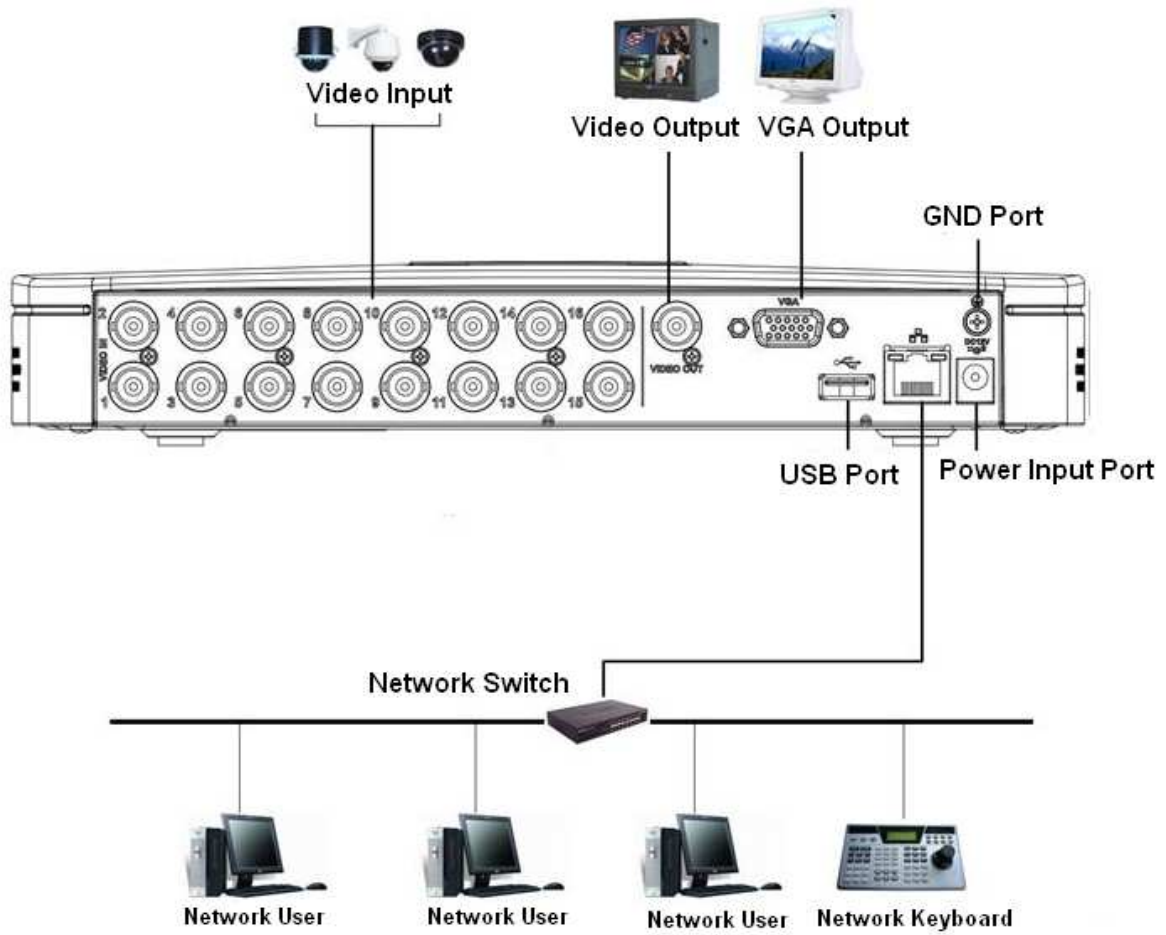 Video Input
Video Output VGA Output
GND Port
2 4 6 8 10 12 14 16
VGA
VIDEO IN
DC12V
VIDEO OUT
1 3 5 7 9 11 13 15
USB Port Power Input Port
Network Switch
Network User Network User Network User Network Keyboard